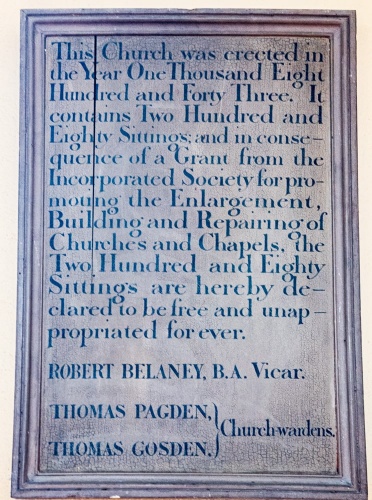 This Church was erected in
the Year One Thousand Eight
Hundred and Forty Three. It
contains Two Hundred and
Eighty Sittings; and in conse-
quence of a Grant from the
Incorporated Society for pro-
moting the Enlargement,
Building and Repairing of
Churches and Chapels, the
Two Hundred and Eighty
Sittings are hereby de-
clared to be free and unap-
propriated for ever.
ROBERT BELANEY, B.A. Vicar.
THOMAS PAGDEN,
Church-wardens.
THOMAS GOSDEN.